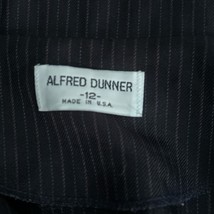 ALFRED DUNNER
-12-
MADE IN U.S.A.